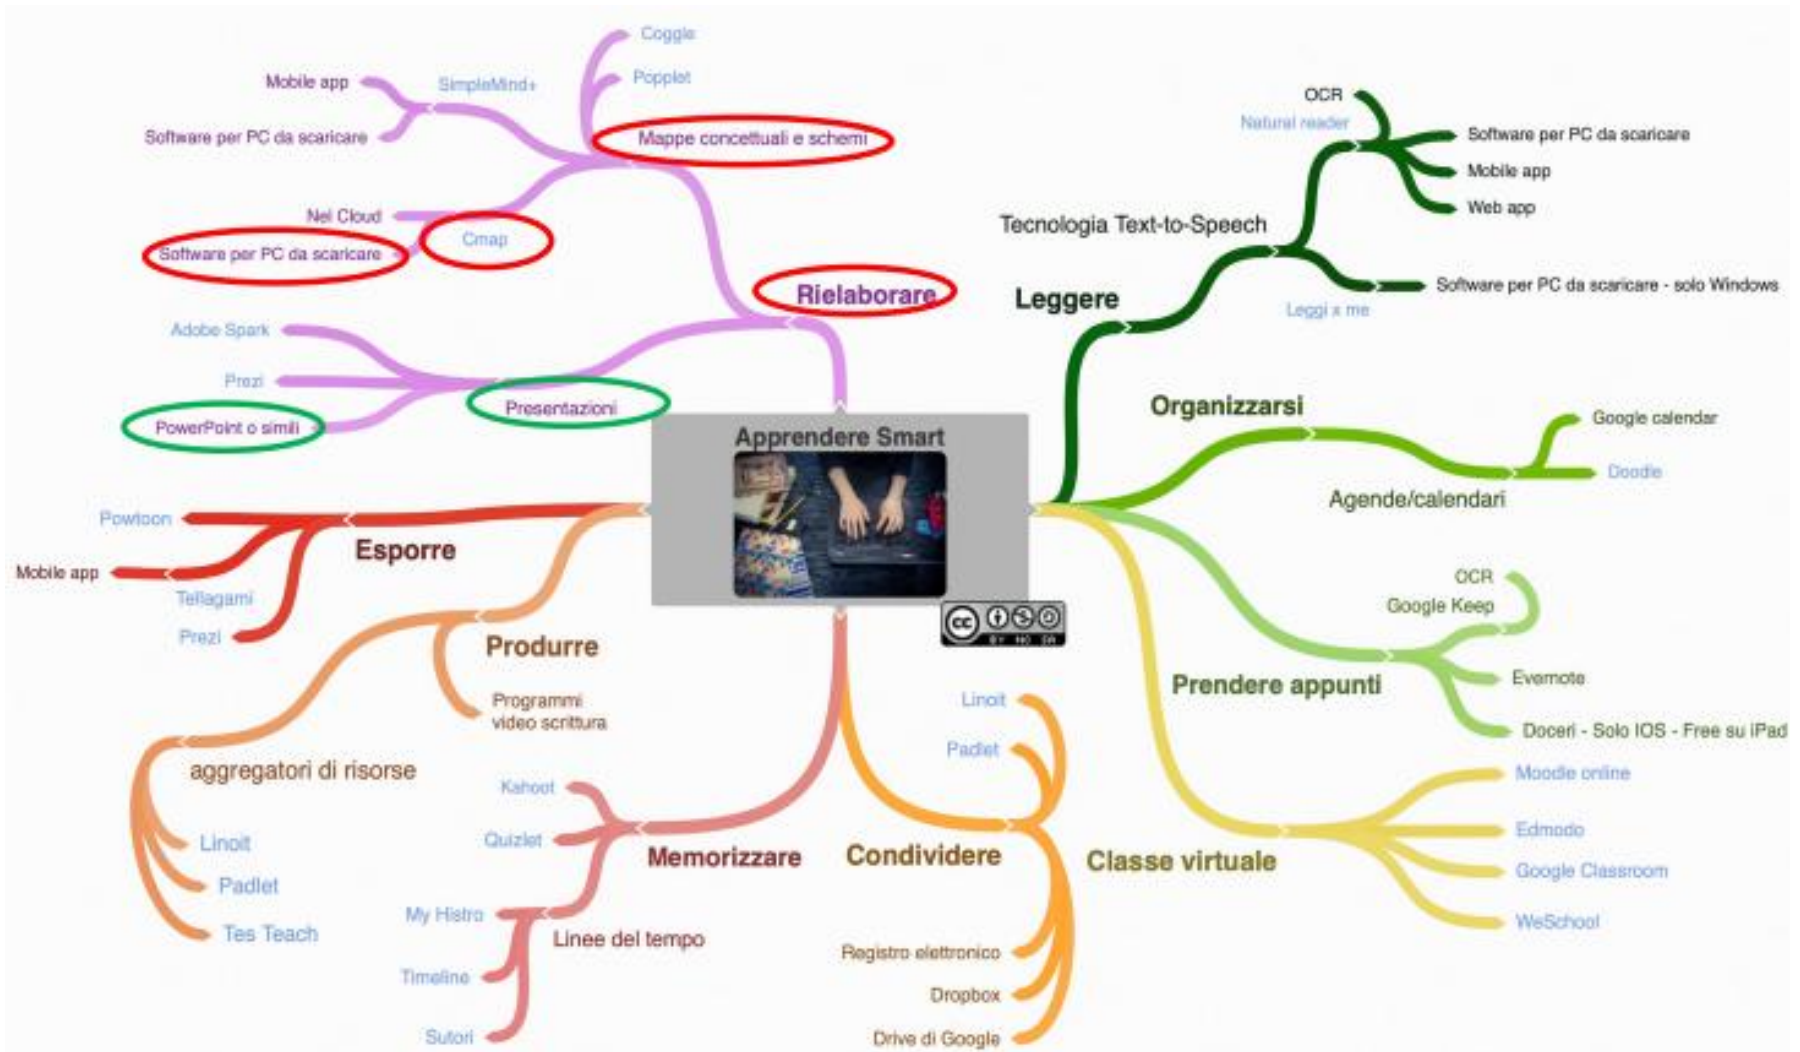 Coggle
Popplet
SimpleMind+
Mobile app
Software per PC da scaricare
Mappe concettuali e schemi
Nel Cloud
Cmap
Software per PC da scaricare
Rielaborare
Adobe Spark
Prezi
PowerPoint o simili
Presentazioni
OCR
Natural reader
Software per PC da scaricare
Mobile app
Web app
Tecnologia Text-to-Speech
Software per PC da scaricare - solo Windows
Leggi x me
Leggere
Organizzarsi
Google calendar
Doodle
Agende/calendari
Apprendere Smart
cc
BY NC SA
Powtoon
Esporre
Mobile app
Tellagami
Prezi
Produrre
Programmi
video scrittura
aggregatori di risorse
Linoit
Padlet
Tes Teach
OCR
Google Keep
Prendere appunti
Evernote
Doceri - Solo IOS - Free su iPad
Kahoot
Quizlet
Memorizzare
My Histro
Linee del tempo
Timeline
Sutori
Linoit
Padlet
Condividere
Registro elettronico
Dropbox
Drive di Google
Classe virtuale
Moodle online
Edmodo
Google Classroom
WeSchool